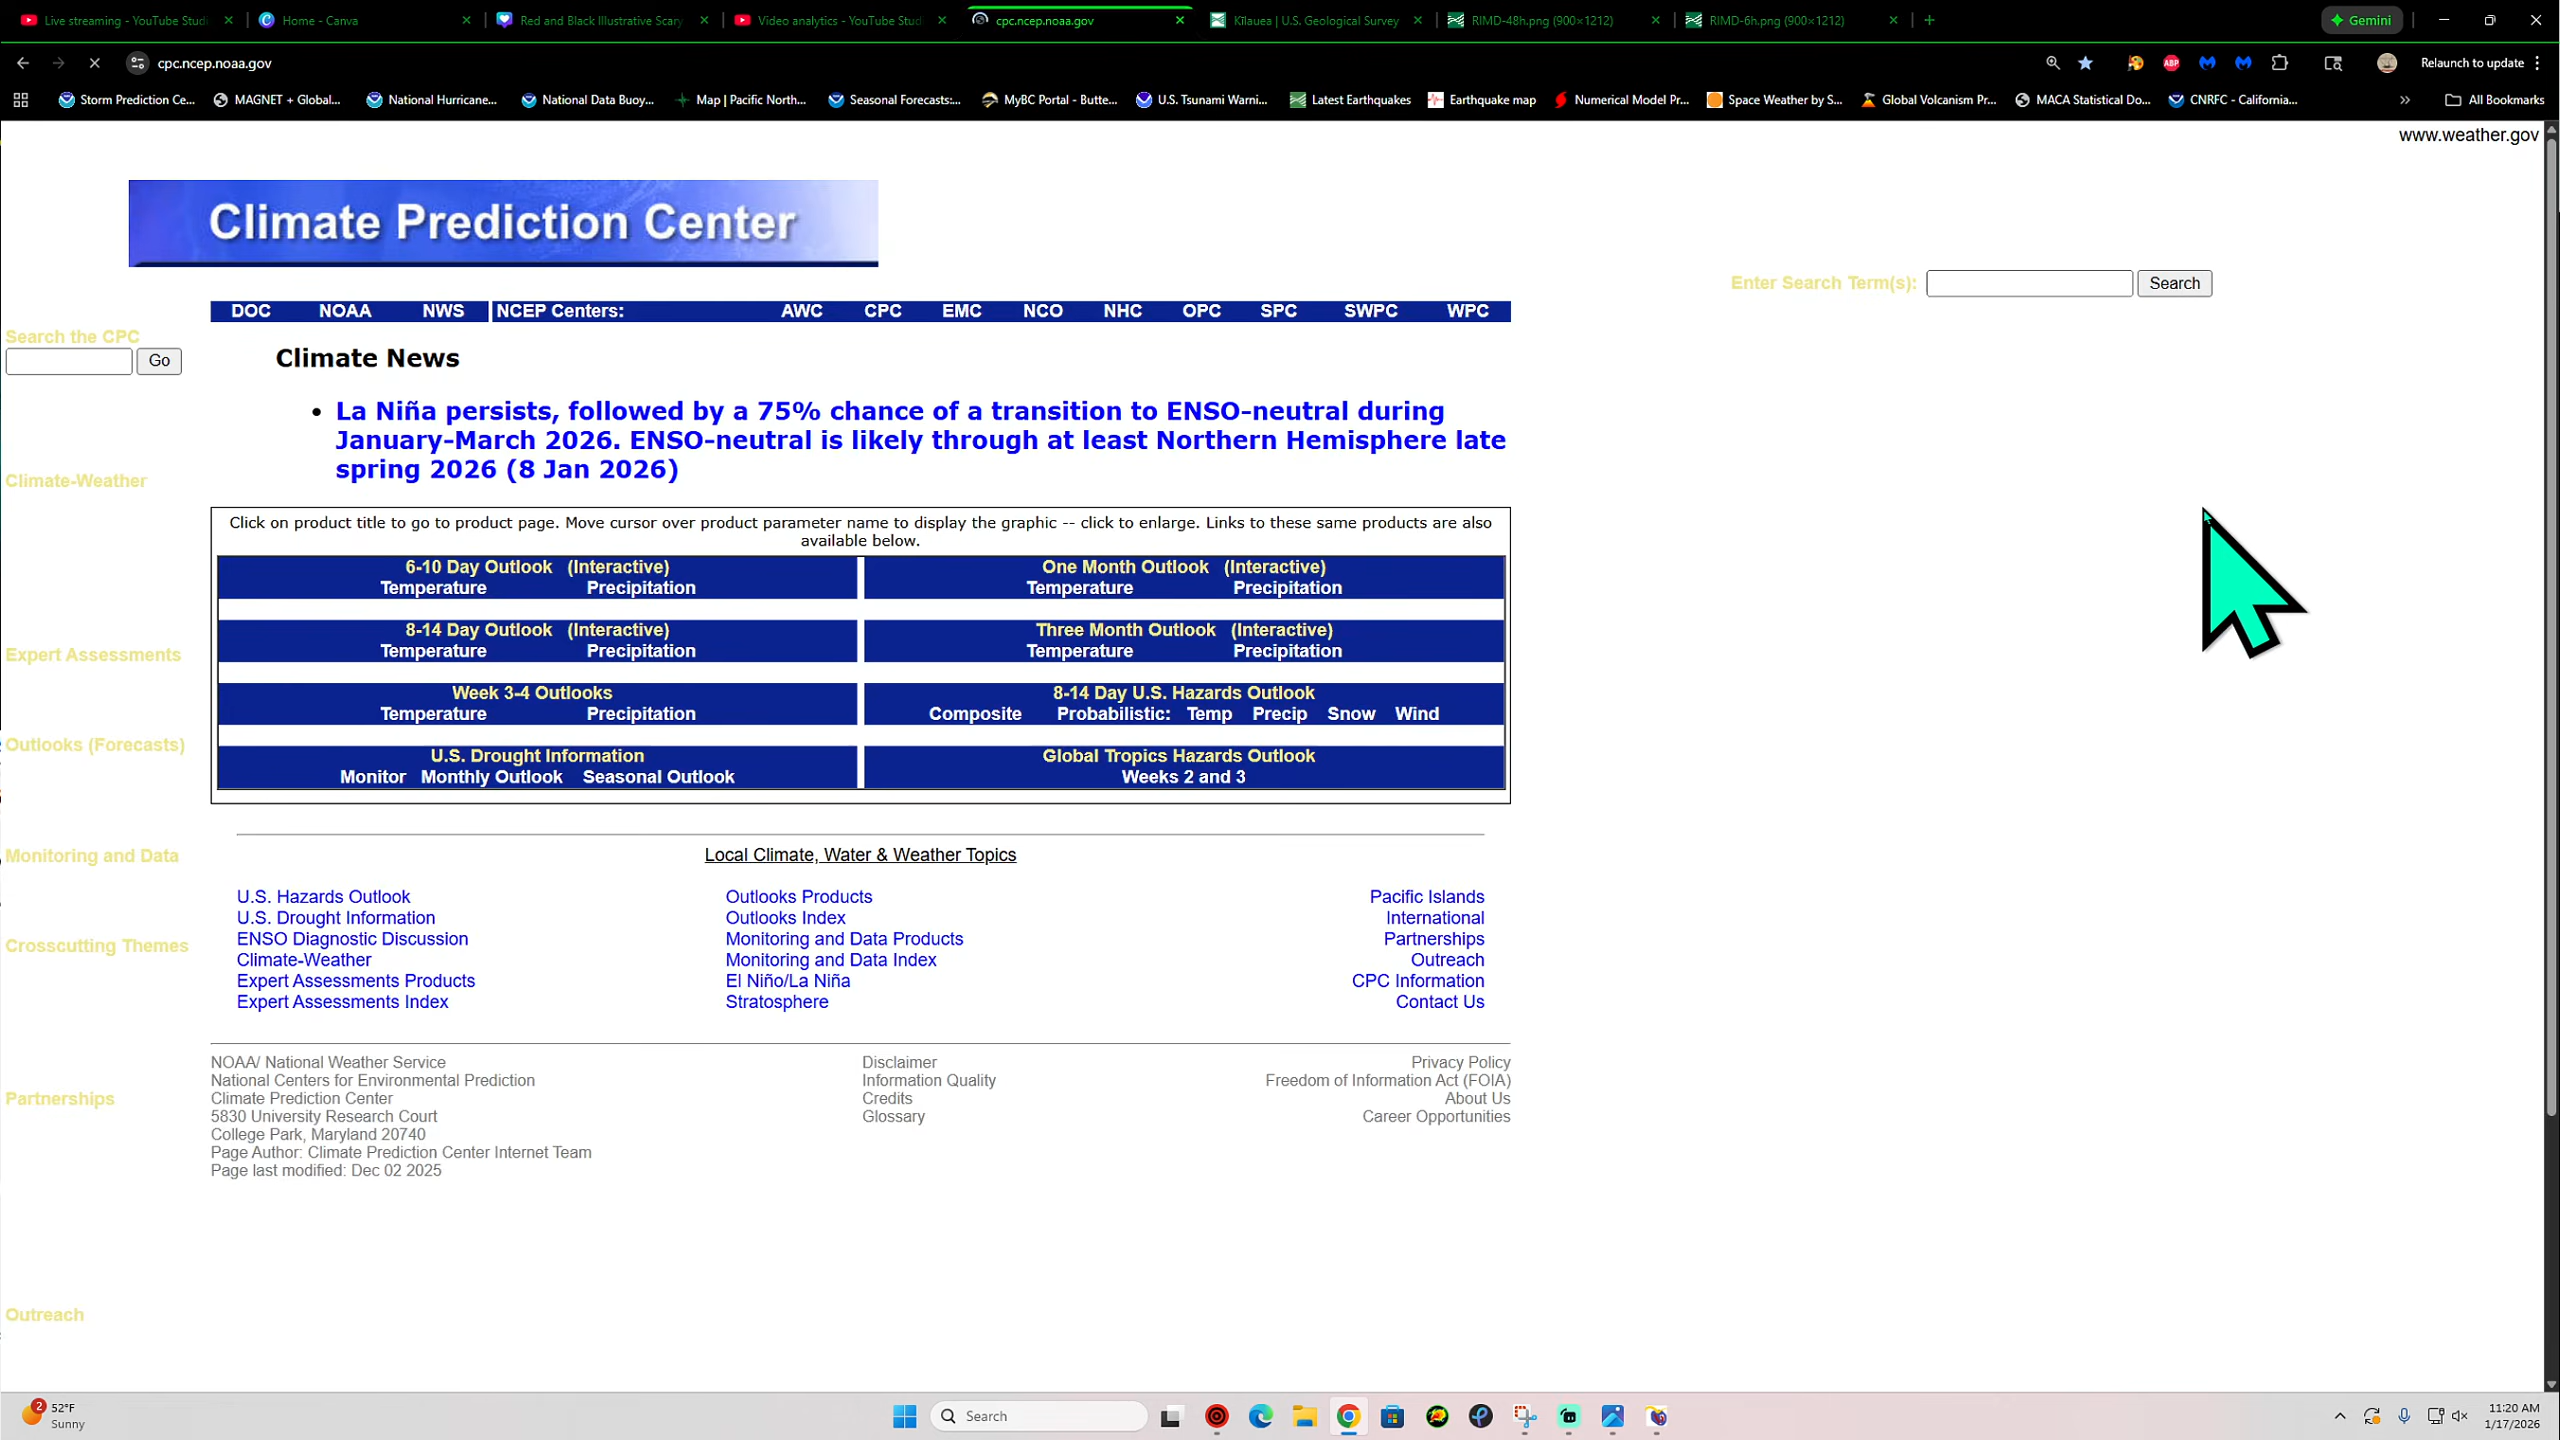 Live streaming - YouTube Studi
Home - Canva
Red and Black Illustrative Scary
Video analytics - YouTube Stud
cpc.ncep.noaa.gov
Kīlauea | U.S. Geological Survey
RIMD-48h.png (900×1212)
RIMD-6h.png (900×1212)
Gemini
cpc.ncep.noaa.gov
ABP
Relaunch to update
Storm Prediction Ce...
MAGNET + Global...
National Hurricane...
National Data Buoy...
Map | Pacific North...
Seasonal Forecasts:...
MyBC Portal - Butte...
U.S. Tsunami Warni...
Latest Earthquakes
Earthquake map
Numerical Model Pr...
Space Weather by S...
Global Volcanism Pr...
MACA Statistical Do...
CNRFC - California...
All Bookmarks
www.weather.gov
Climate Prediction Center
Enter Search Term(s):
Search
DOC NOAA NWS NCEP Centers: AWC CPC EMC NCO NHC OPC SPC SWPC WPC
Search the CPC
Go
Climate-Weather
Expert Assessments
Outlooks (Forecasts)
Monitoring and Data
Crosscutting Themes
Partnerships
Outreach
Climate News
• La Niña persists, followed by a 75% chance of a transition to ENSO-neutral during
January-March 2026. ENSO-neutral is likely through at least Northern Hemisphere late
spring 2026 (8 Jan 2026)
Click on product title to go to product page. Move cursor over product parameter name to display the graphic -- click to enlarge. Links to these same products are also
available below.
6-10 Day Outlook (Interactive)
Temperature Precipitation
One Month Outlook (Interactive)
Temperature Precipitation
8-14 Day Outlook (Interactive)
Temperature Precipitation
Three Month Outlook (Interactive)
Temperature Precipitation
Week 3-4 Outlooks
Temperature Precipitation
8-14 Day U.S. Hazards Outlook
Composite Probabilistic: Temp Precip Snow Wind
U.S. Drought Information
Monitor Monthly Outlook Seasonal Outlook
Global Tropics Hazards Outlook
Weeks 2 and 3
Local Climate, Water & Weather Topics
U.S. Hazards Outlook
U.S. Drought Information
ENSO Diagnostic Discussion
Climate-Weather
Expert Assessments Products
Expert Assessments Index
Outlooks Products
Outlooks Index
Monitoring and Data Products
Monitoring and Data Index
El Niño/La Niña
Stratosphere
Pacific Islands
International
Partnerships
Outreach
CPC Information
Contact Us
NOAA/ National Weather Service
National Centers for Environmental Prediction
Climate Prediction Center
5830 University Research Court
College Park, Maryland 20740
Page Author: Climate Prediction Center Internet Team
Page last modified: Dec 02 2025
Disclaimer
Information Quality
Credits
Glossary
Privacy Policy
Freedom of Information Act (FOIA)
About Us
Career Opportunities
2
52°F
Sunny
Search
11:20 AM
1/17/2026